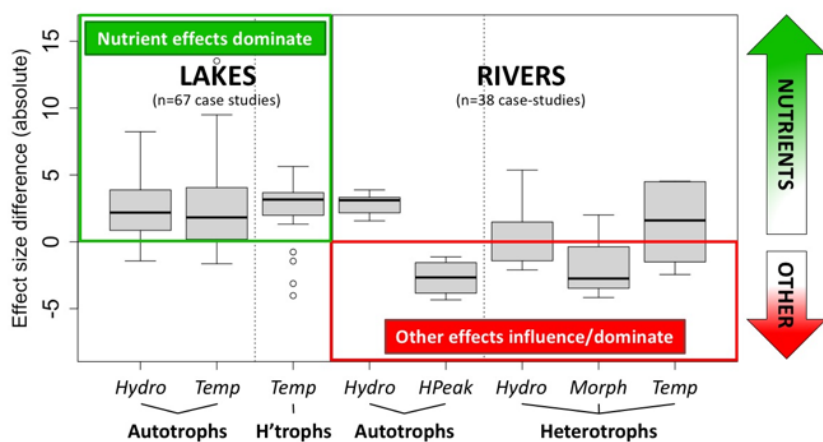 Nutrient effects dominate
LAKES
(n=67 case studies)
RIVERS
(n=38 case-studies)
NUTRIENTS
OTHER
Effect size difference (absolute)
15
10
5
0
-5
Other effects influence/dominate
Hydro Temp Temp Hydro HPeak Hydro Morph Temp
Autotrophs H'trophs Autotrophs Heterotrophs